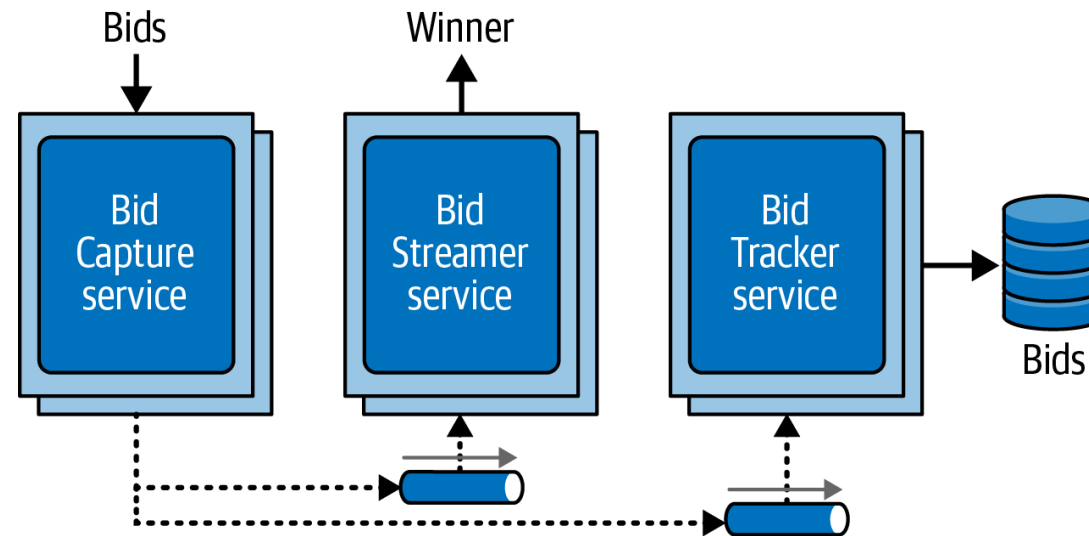 Bids
Winner
Bid
Capture
service
Bid
Streamer
service
Bid
Tracker
service
Bids